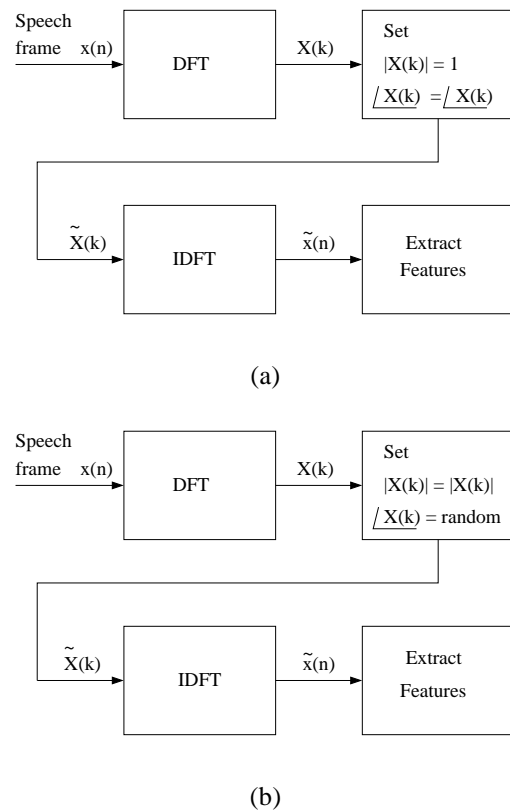 Speech
frame x(n)
DFT
X(k)
Set
|X(k)| = 1
/X(k) = /X(k)
~
X(k)
IDFT
~
x(n)
Extract
Features
(a)
Speech
frame x(n)
DFT
X(k)
Set
|X(k)| = |X(k)|
/X(k) = random
~
X(k)
IDFT
~
x(n)
Extract
Features
(b)